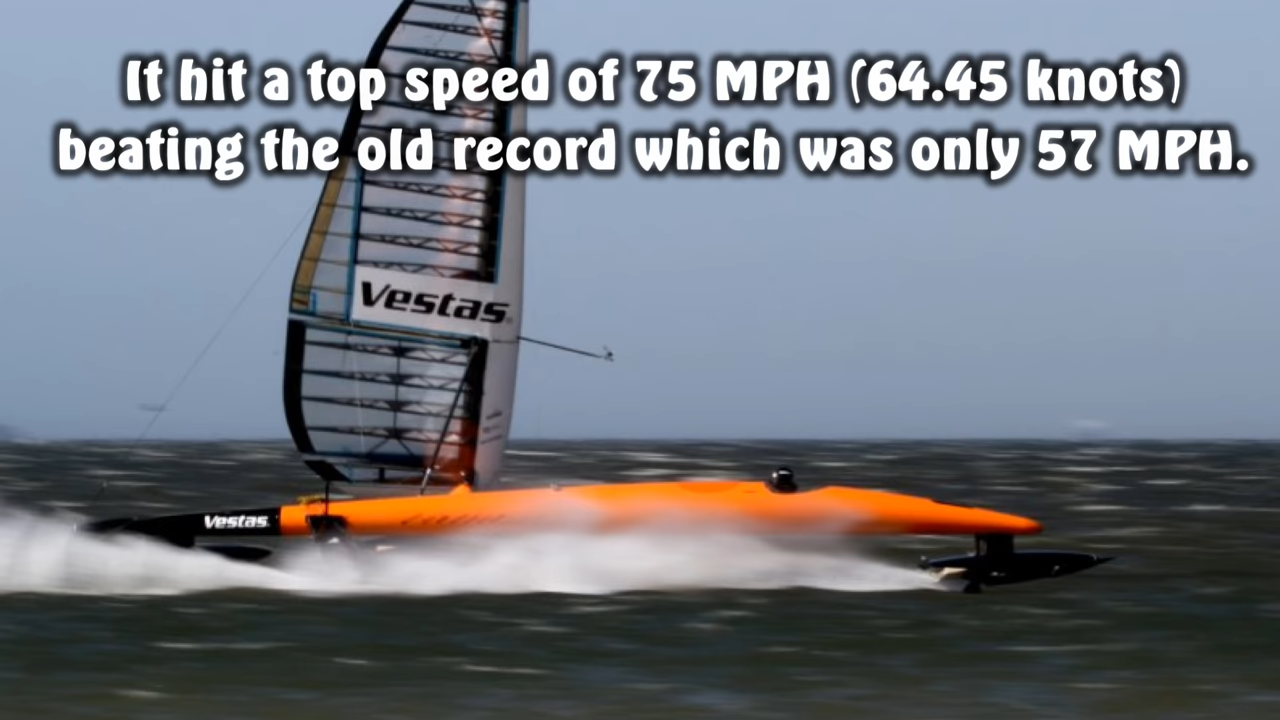 It hit a top speed of 75 MPH (64.45 knots)
beating the old record which was only 57 MPH.
Vestas
Vestas